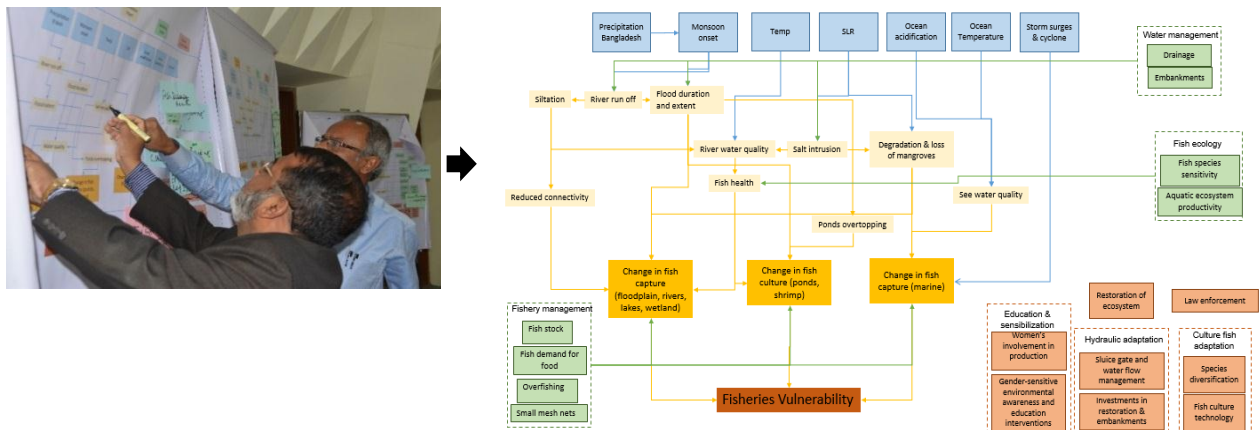 Precipitation
Bangladesh
Monsoon
onset
Temp
SLR
Ocean
acidification
Ocean
Temperature
Storm surges
& cyclone
Water management
Drainage
Embankments
Siltation
River run off
Flood duration
and extent
River water quality
Salt intrusion
Degradation & loss
of mangroves
Fish ecology
Fish species
sensitivity
Aquatic ecosystem
productivity
Fish health
Reduced connectivity
See water quality
Ponds overtopping
Change in fish
capture
(floodplain, rivers,
lakes, wetland)
Change in fish
culture (ponds,
shrimp)
Change in fish
capture (marine)
Fishery management
Fish stock
Fish demand for
food
Overfishing
Small mesh nets
Fisheries Vulnerability
Restoration of
ecosystem
Law enforcement
Education &
sensibilization
Women's
involvement in
production
Gender-sensitive
environmental
awareness and
education
interventions
Hydraulic adaptation
Sluice gate and
water flow
management
Investments in
restoration &
embankments
Culture fish
adaptation
Species
diversification
Fish culture
technology